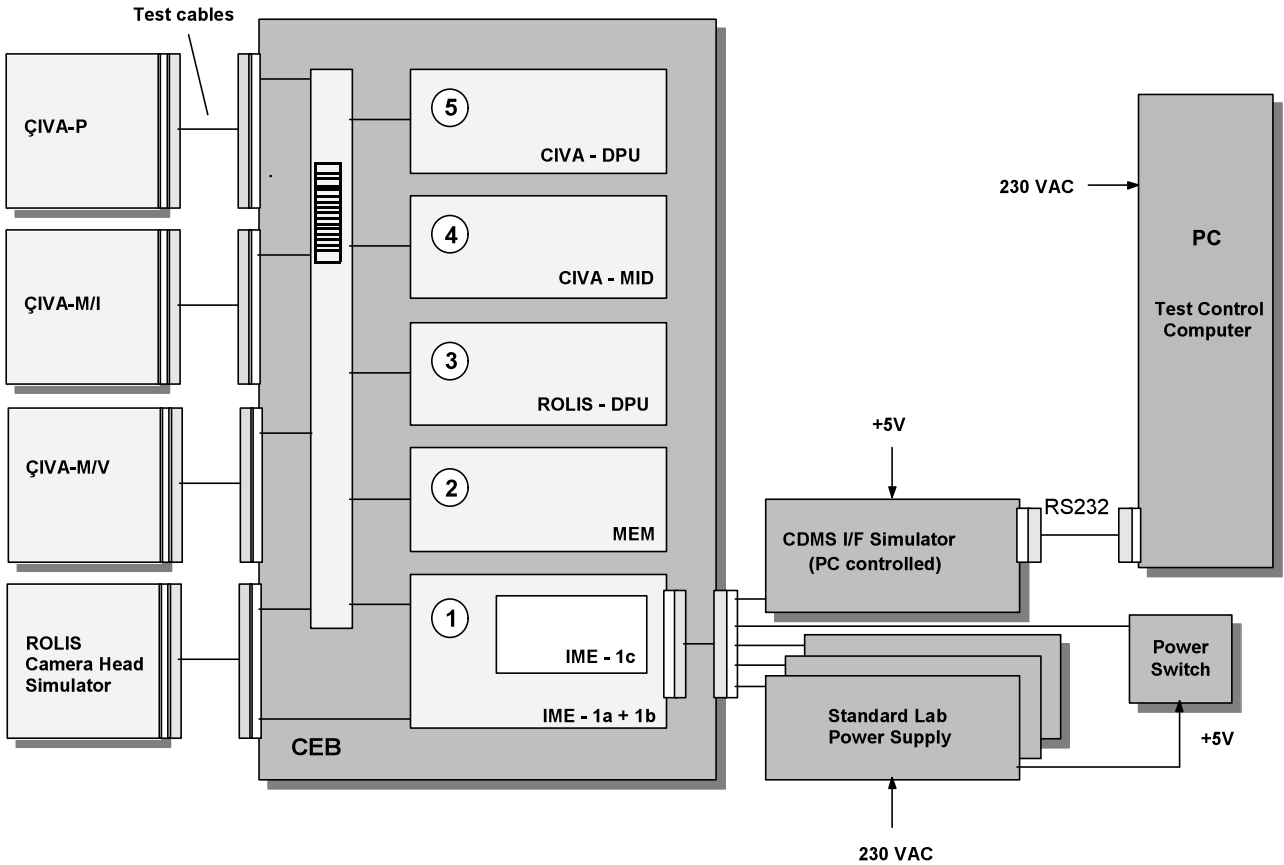 Test cables
ÇIVA-P
ÇIVA-M/I
ÇIVA-M/V
ROLIS
Camera Head
Simulator
5
CIVA - DPU
4
CIVA - MID
3
ROLIS - DPU
2
MEM
1
IME - 1c
IME - 1a + 1b
CEB
230 VAC
PC
Test Control
Computer
+5V
CDMS I/F Simulator
(PC controlled)
RS232
Power
Switch
Standard Lab
Power Supply
+5V
230 VAC